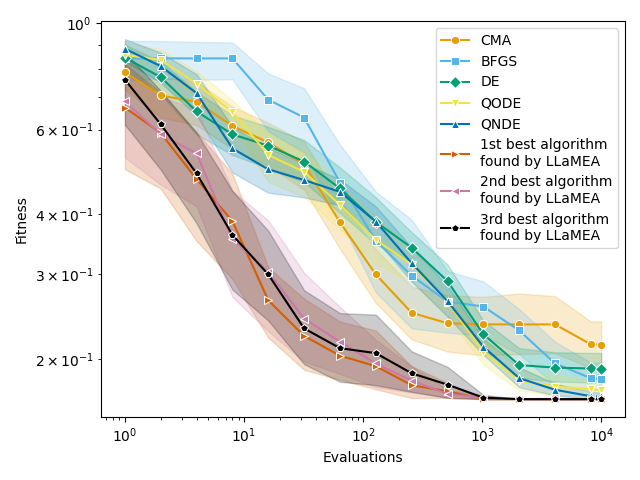 10⁰
6 × 10⁻¹
4 × 10⁻¹
3 × 10⁻¹
2 × 10⁻¹
Fitness
10⁰
10¹
10²
10³
10⁴
Evaluations
CMA
BFGS
DE
QODE
QNDE
1st best algorithm
found by LLaMEA
2nd best algorithm
found by LLaMEA
3rd best algorithm
found by LLaMEA